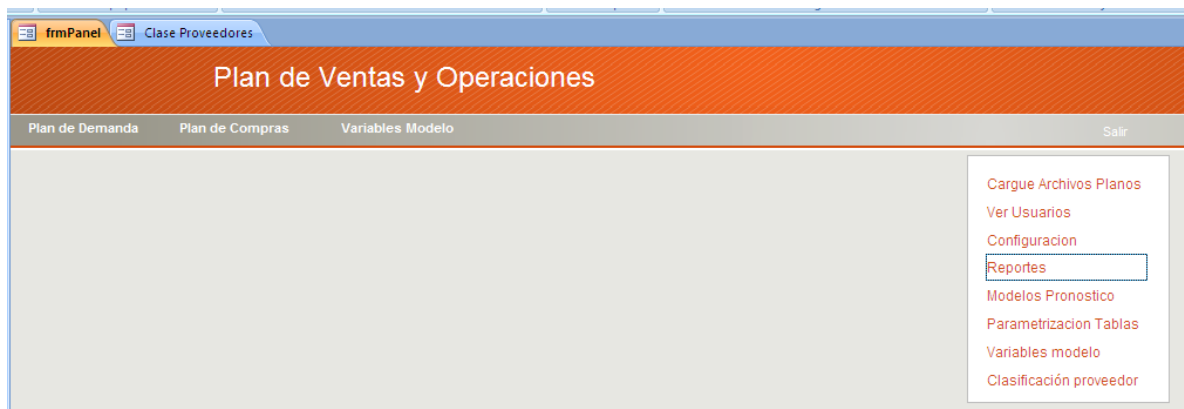 frmPanel Clase Proveedores
Plan de Ventas y Operaciones
Plan de Demanda Plan de Compras Variables Modelo Salir
Cargue Archivos Planos
Ver Usuarios
Configuracion
Reportes
Modelos Pronostico
Parametrizacion Tablas
Variables modelo
Clasificación proveedor